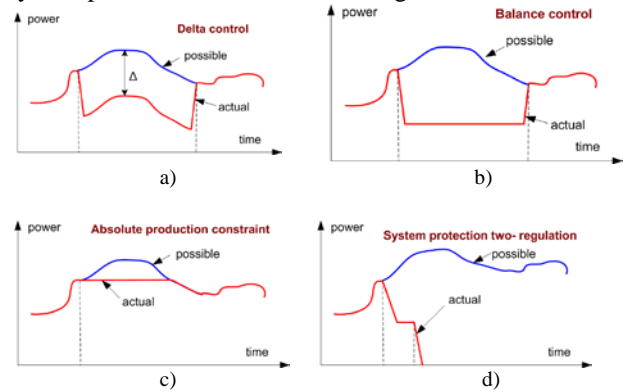 power
Delta control
possible
Δ
actual
time
a)
power
Balance control
possible
actual
time
b)
power
Absolute production constraint
possible
actual
time
c)
power
System protection two- regulation
possible
actual
time
d)